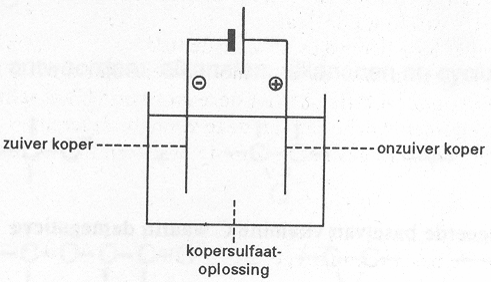 ⊖
⊕
zuiver koper
onzuiver koper
kopersulfaat-
oplossing